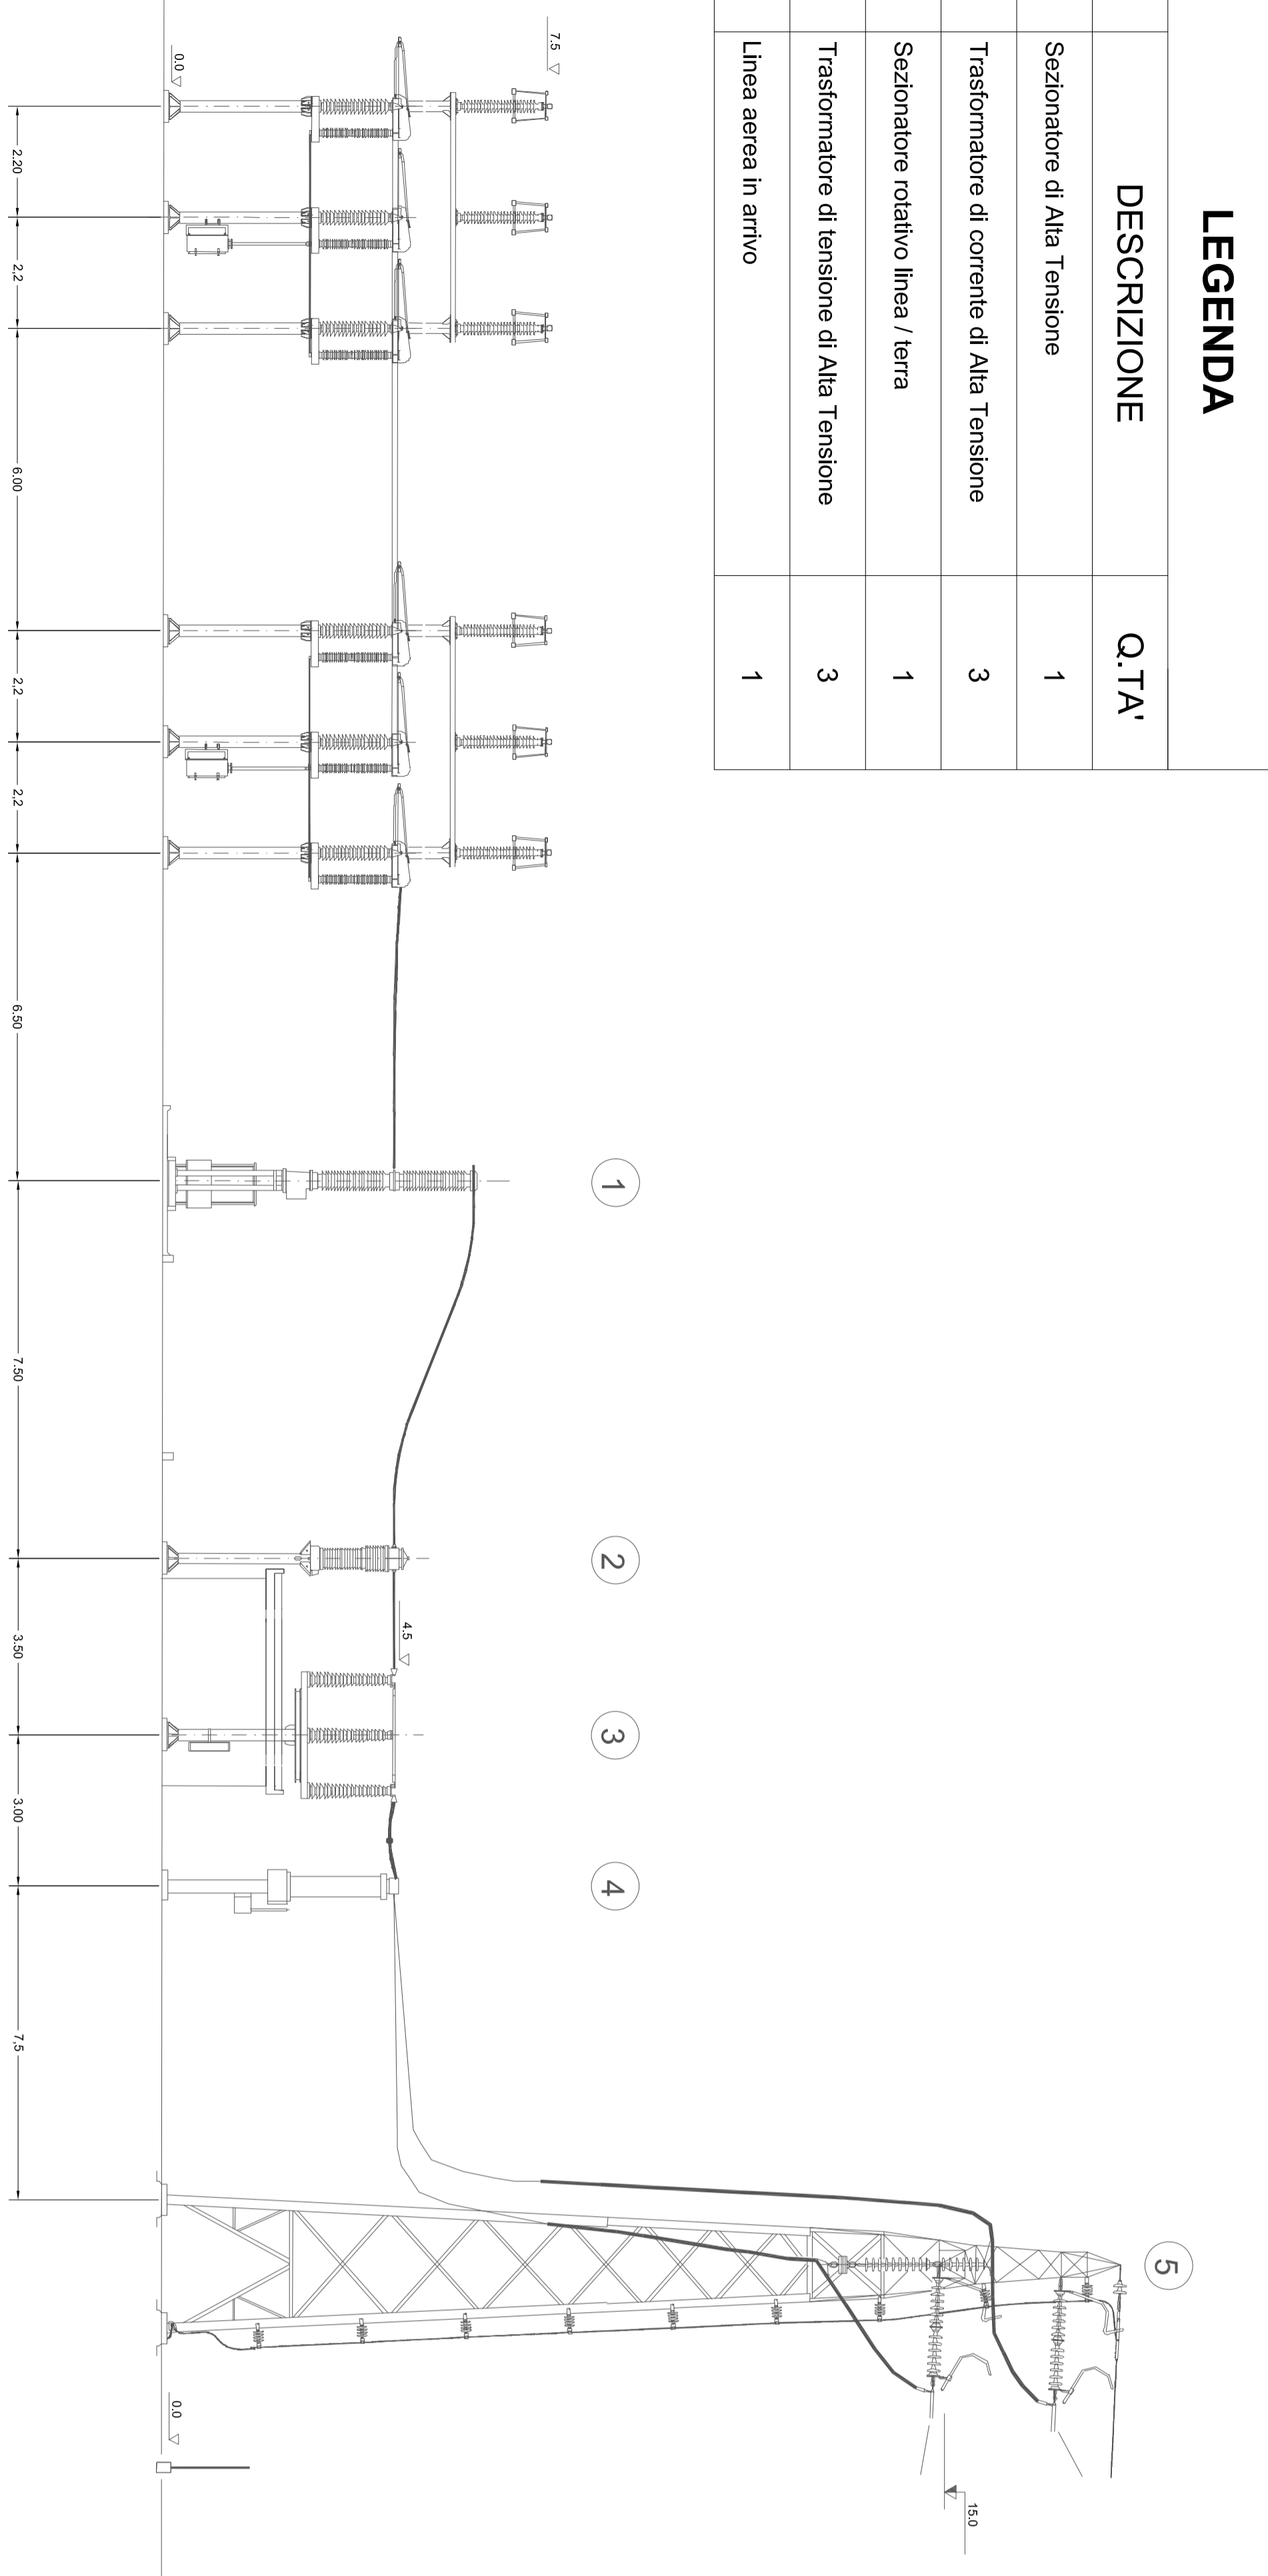 LEGENDA
DESCRIZIONE Q.TA'
Sezionatore di Alta Tensione 1
Trasformatore di corrente di Alta Tensione 3
Sezionatore rotativo linea / terra 1
Trasformatore di tensione di Alta Tensione 3
Linea aerea in arrivo 1
5
15.0
1 2 3 4
7.5
4.5
0.0 0.0
2.20 2,2 6.00 2,2 2,2 6.50 7.50 3.50 3.00 7,5